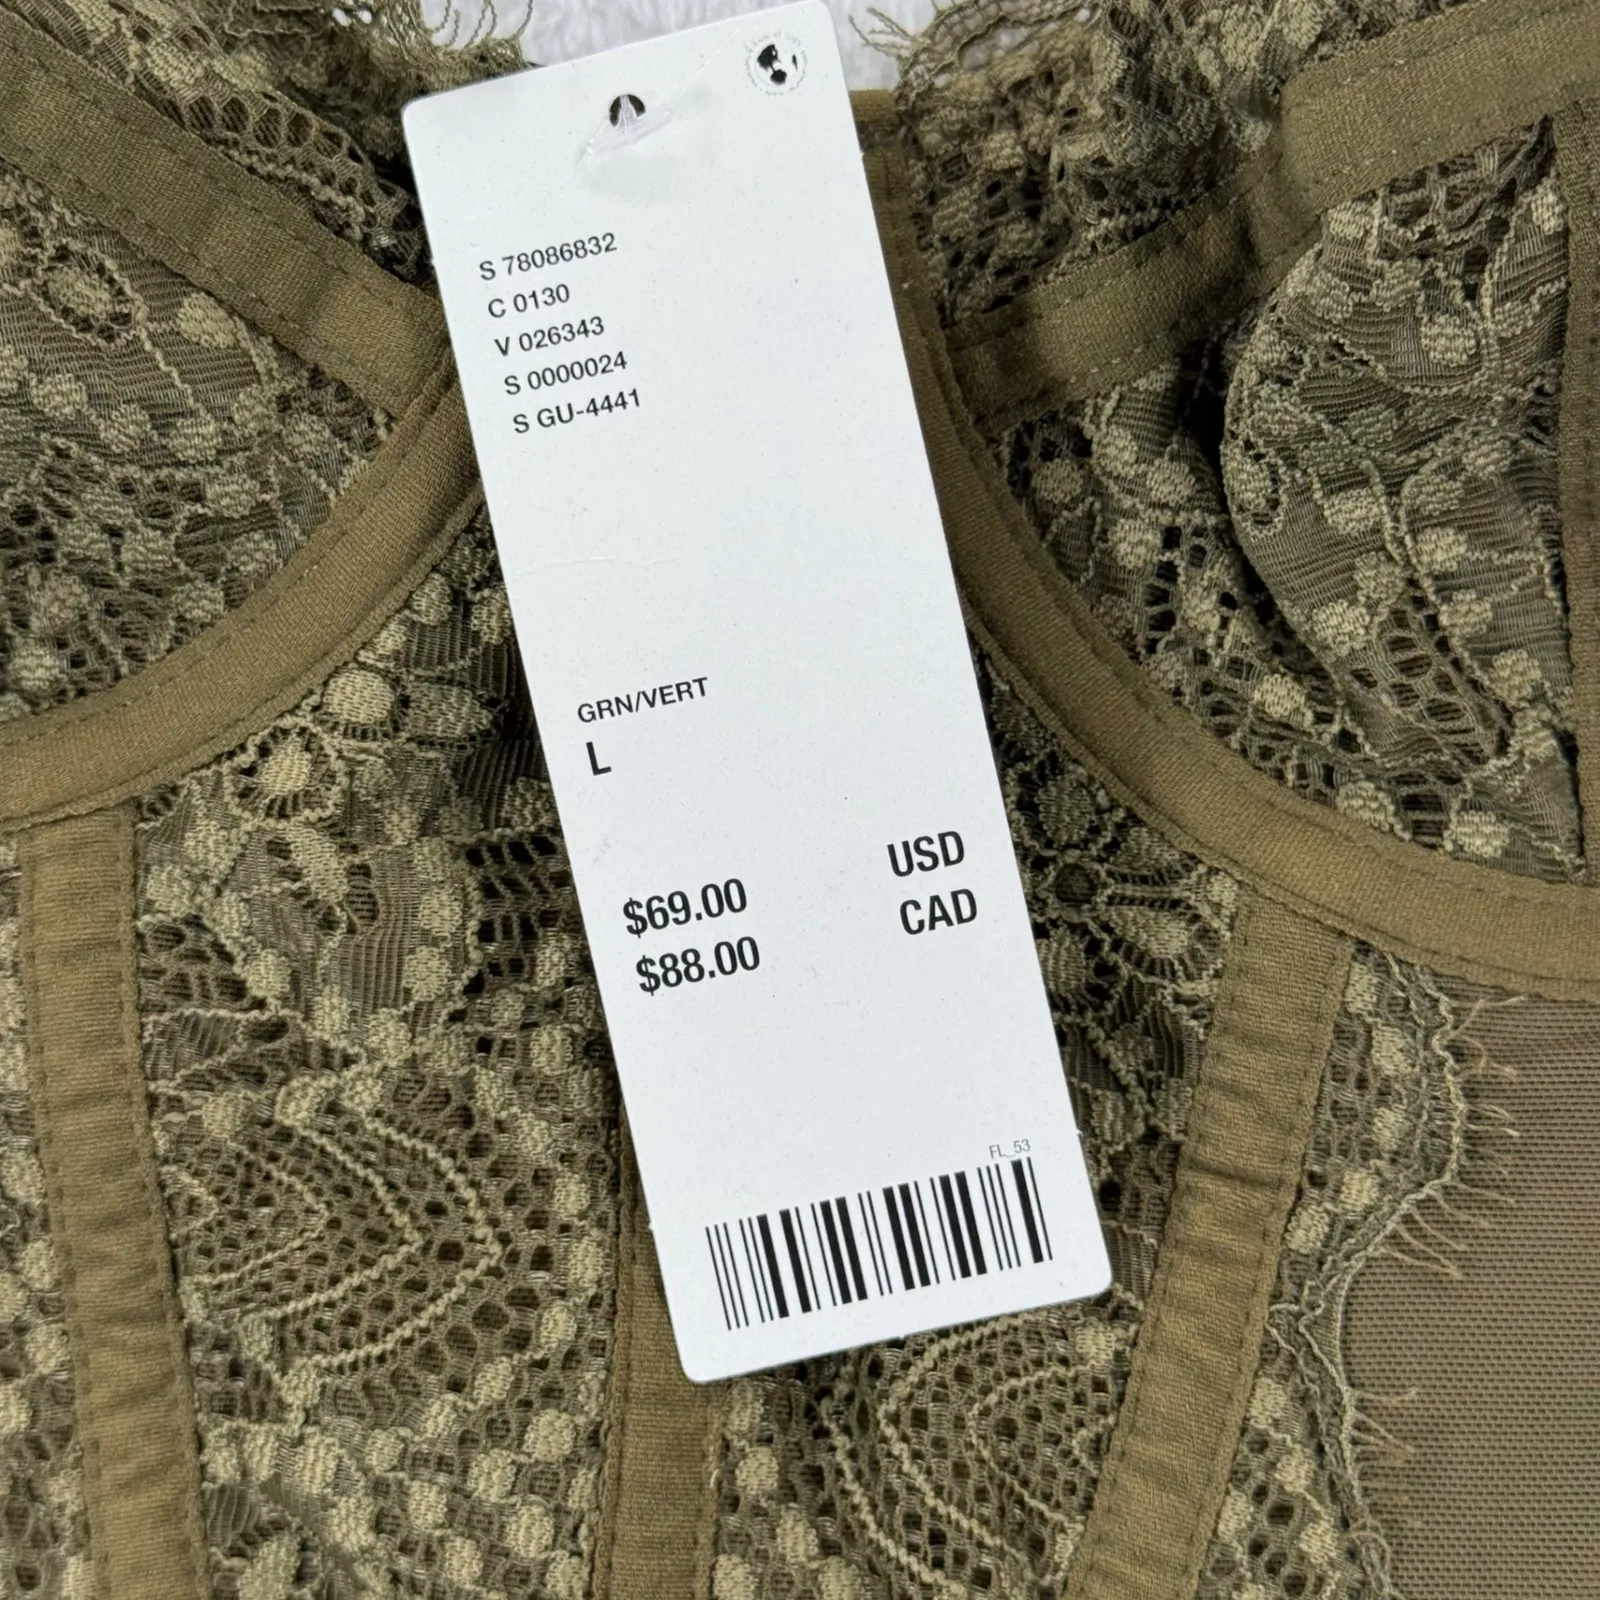 S 78086832
C 0130
V 026343
S 0000024
S GU-4441
GRN/VERT
L
$69.00 USD
$88.00 CAD
FL_53